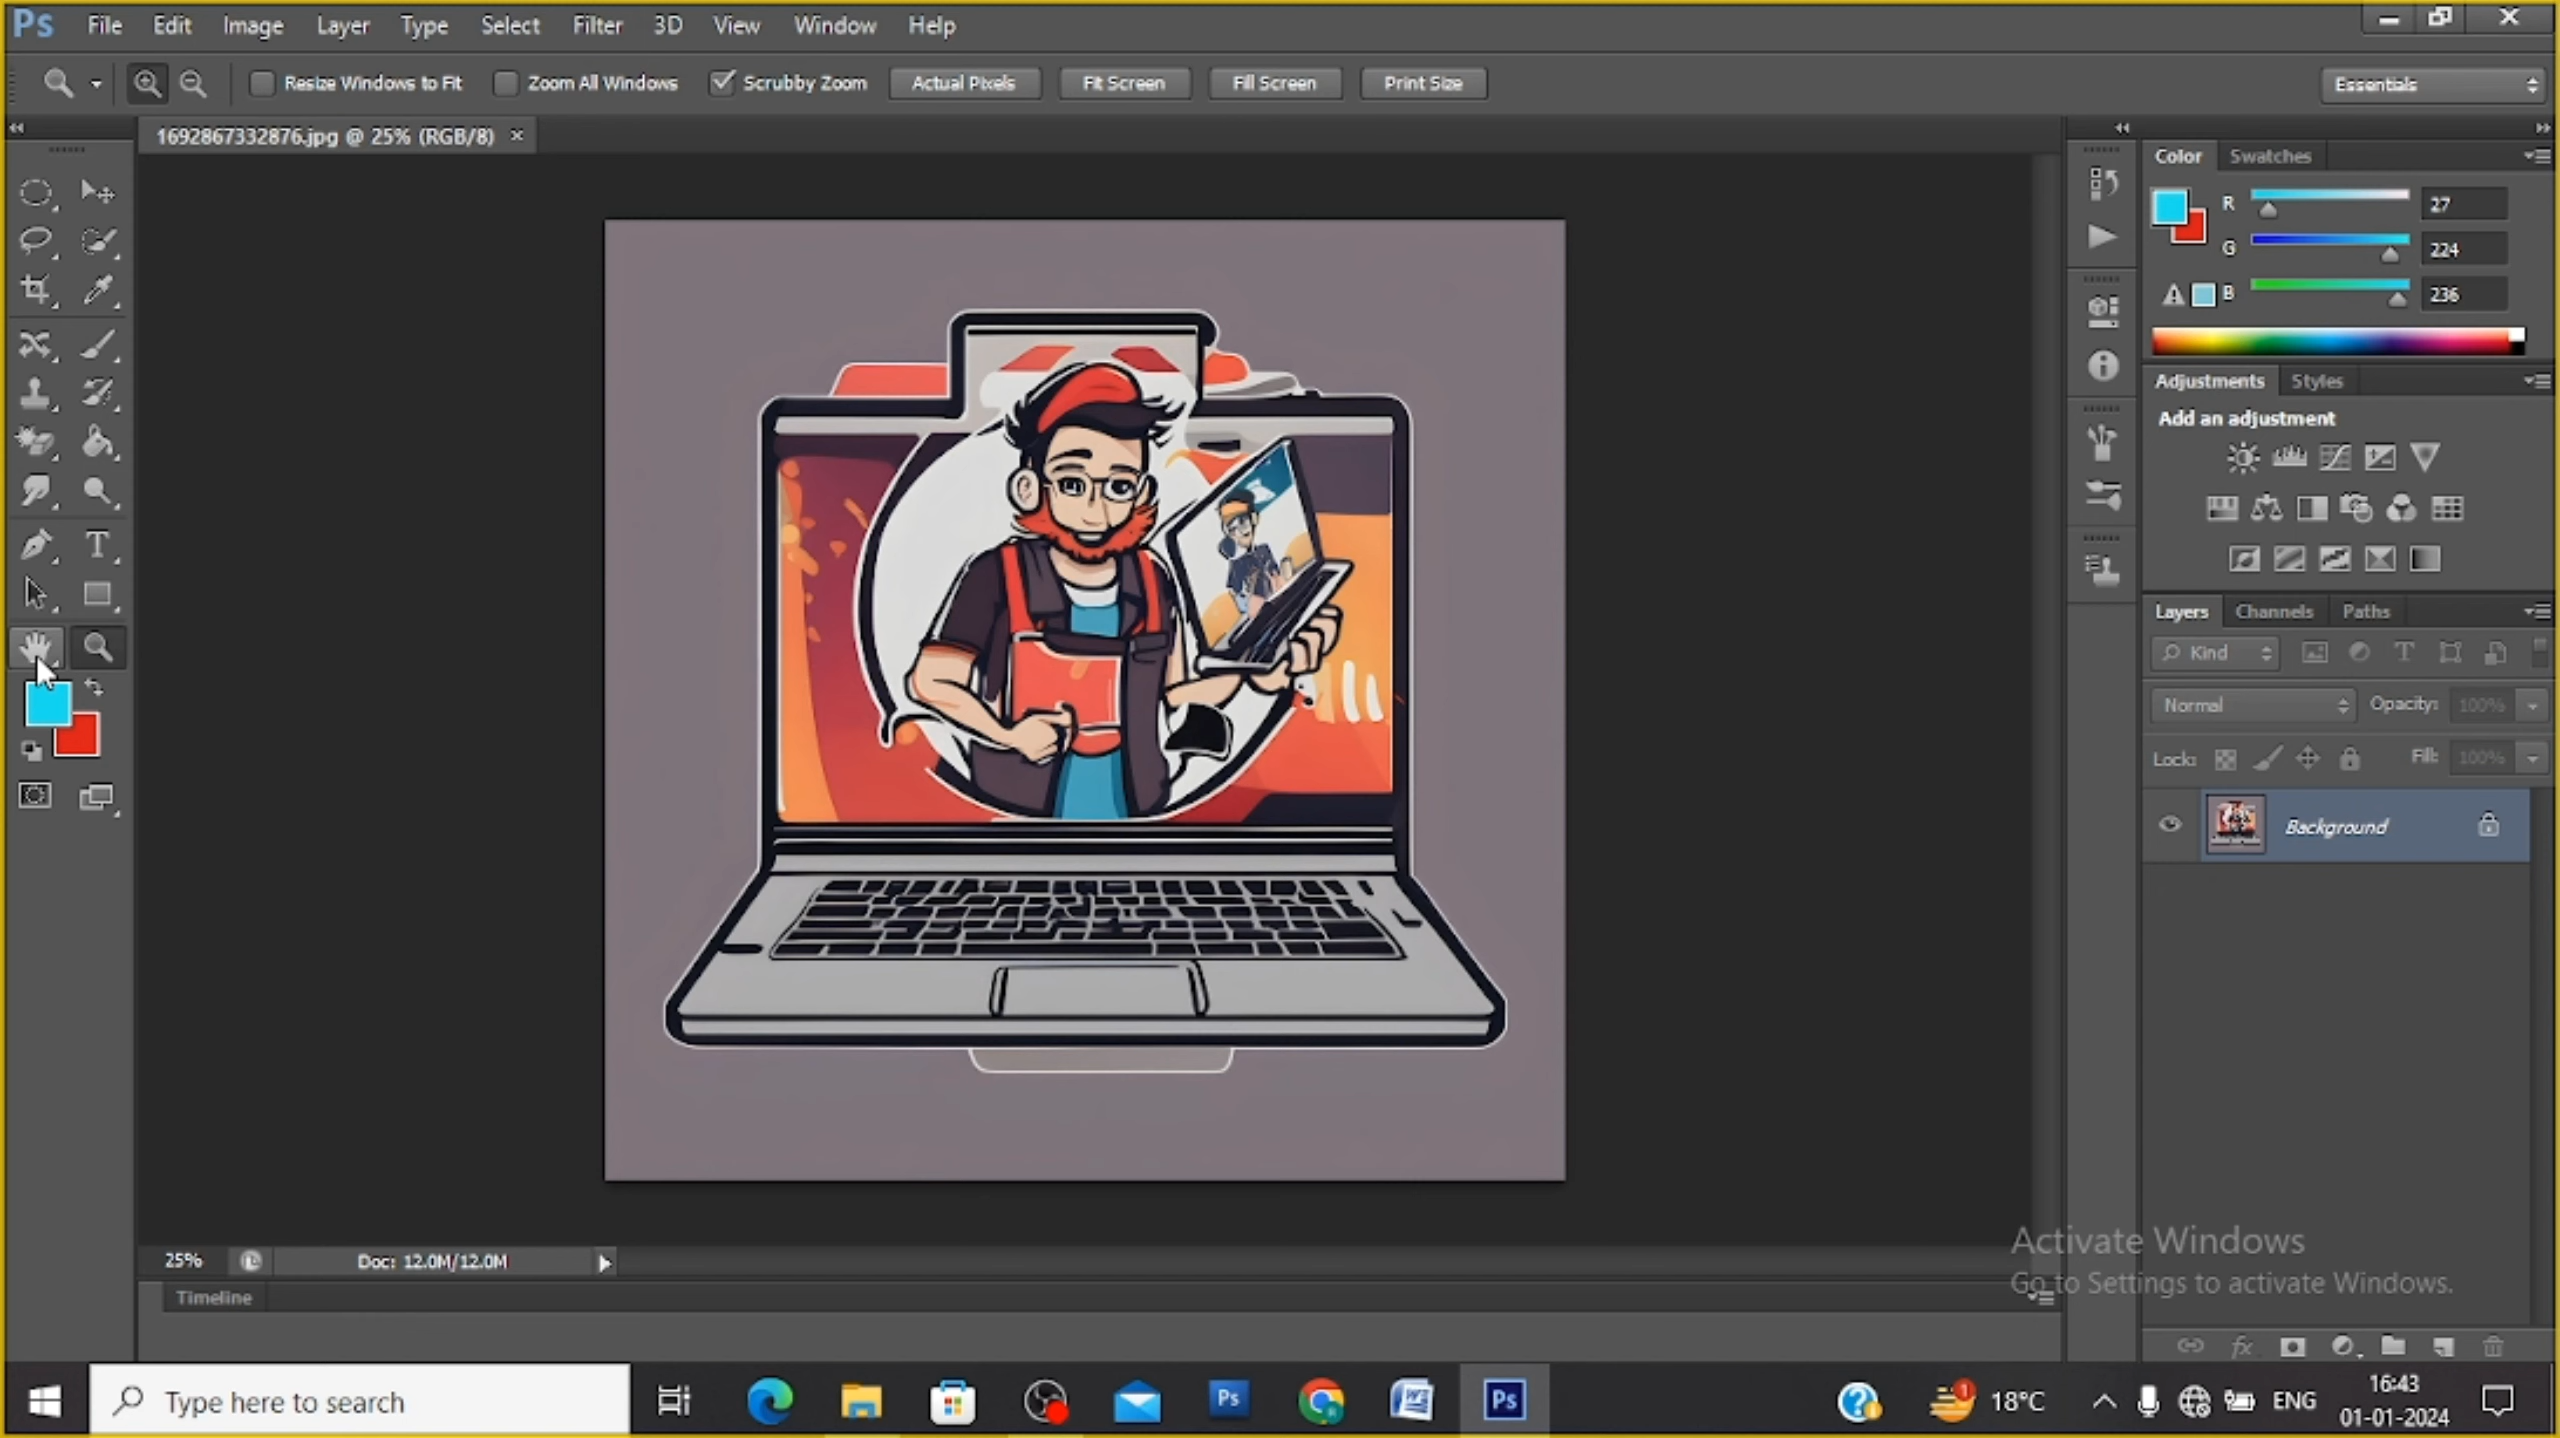 Ps File Edit Image Layer Type Select Filter 3D View Window Help
Resize Windows to Fit Zoom All Windows Scrubby Zoom Actual Pixels Fit Screen Fill Screen Print Size Essentials
1692867332876.jpg @ 25% (RGB/8) ×
Color Swatches
R 27
G 224
B 236
Adjustments Styles
Add an adjustment
Layers Channels Paths
Kind
Normal Opacity: 100%
Lock: Fill: 100%
Background
Activate Windows
Go to Settings to activate Windows.
25% Doc: 12.0M/12.0M
Timeline
Type here to search
Ps
Ps
1
18°C
ENG
16:43
01-01-2024